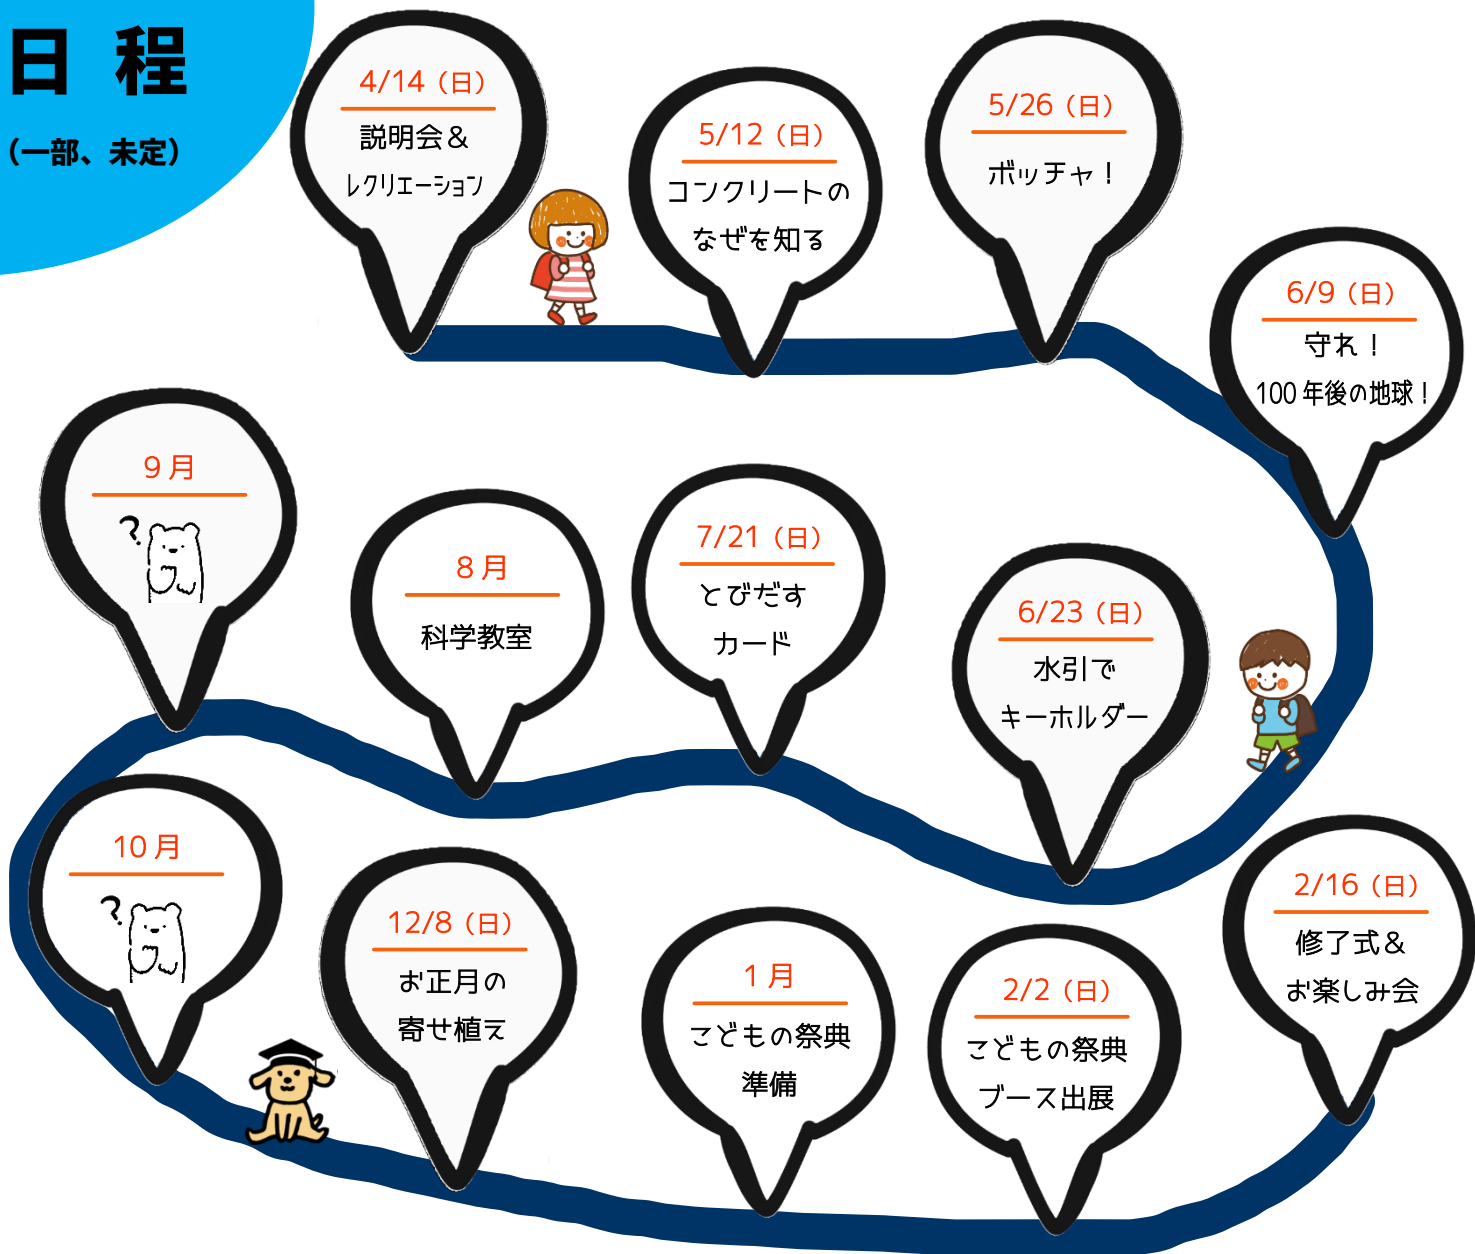 日 程
（一部、未定）
4/14（日）
説明会＆
レクリエーション
5/12（日）
コンクリートの
なぜを知る
5/26（日）
ボッチャ！
6/9（日）
守れ！
100年後の地球！
6/23（日）
水引で
キーホルダー
7/21（日）
とびだす
カード
8月
科学教室
9月
?
10月
?
12/8（日）
お正月の
寄せ植え
1月
こどもの祭典
準備
2/2（日）
こどもの祭典
ブース出展
2/16（日）
修了式＆
お楽しみ会